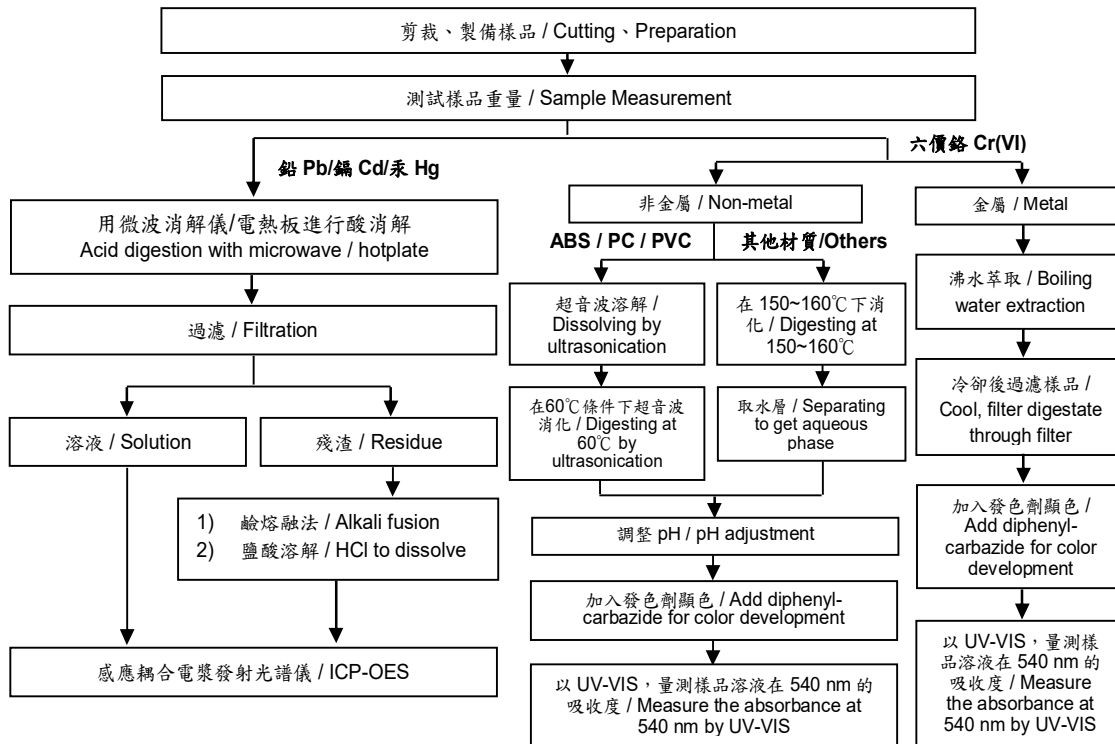 剪裁、製備樣品 / Cutting、Preparation
測試樣品重量 / Sample Measurement
鉛 Pb/鎘 Cd/汞 Hg
六價鉻 Cr(VI)
用微波消解儀/電熱板進行酸消解
Acid digestion with microwave / hotplate
過濾 / Filtration
溶液 / Solution
殘渣 / Residue
1) 鹼熔融法 / Alkali fusion
2) 鹽酸溶解 / HCl to dissolve
感應耦合電漿發射光譜儀 / ICP-OES
非金屬 / Non-metal
ABS / PC / PVC
其他材質/Others
超音波溶解 /
Dissolving by
ultrasonication
在60℃條件下超音波
消化 / Digesting at
60℃ by
ultrasonication
在 150~160℃下消
化 / Digesting at
150~160℃
取水層 / Separating
to get aqueous
phase
調整 pH / pH adjustment
加入發色劑顯色 / Add diphenyl-
carbazide for color development
以 UV-VIS，量測樣品溶液在 540 nm 的
吸收度 / Measure the absorbance at
540 nm by UV-VIS
金屬 / Metal
沸水萃取 / Boiling
water extraction
冷卻後過濾樣品 /
Cool, filter digestate
through filter
加入發色劑顯色 /
Add diphenyl-
carbazide for color
development
以 UV-VIS，量測樣
品溶液在 540 nm 的
吸收度 / Measure
the absorbance at
540 nm by UV-VIS